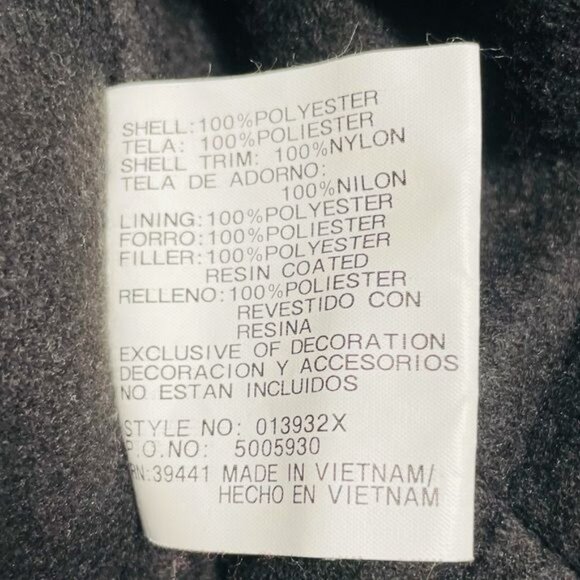 SHELL:100%POLYESTER
TELA: 100%POLIESTER
SHELL TRIM: 100%NYLON
TELA DE ADORNO:
100%NILON
LINING:100%POLYESTER
FORRO:100%POLIESTER
FILLER:100%POLYESTER
RESIN COATED
RELLENO:100%POLIESTER
REVESTIDO CON
RESINA
EXCLUSIVE OF DECORATION
DECORACION Y ACCESORIOS
NO ESTAN INCLUIDOS
STYLE NO: 013932X
P.O.NO: 5005930
RN:39441 MADE IN VIETNAM/
HECHO EN VIETNAM